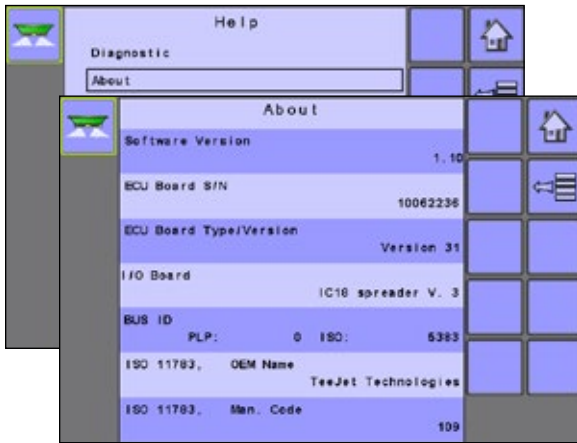 Help
Diagnostic
About
About
Software Version
1.10
ECU Board S/N
10062236
ECU Board Type/Version
Version 31
I/O Board
IC18 spreader V. 3
BUS ID
PLP: 0 ISO: 5383
ISO 11783, OEM Name
TeeJet Technologies
ISO 11783, Man. Code
109